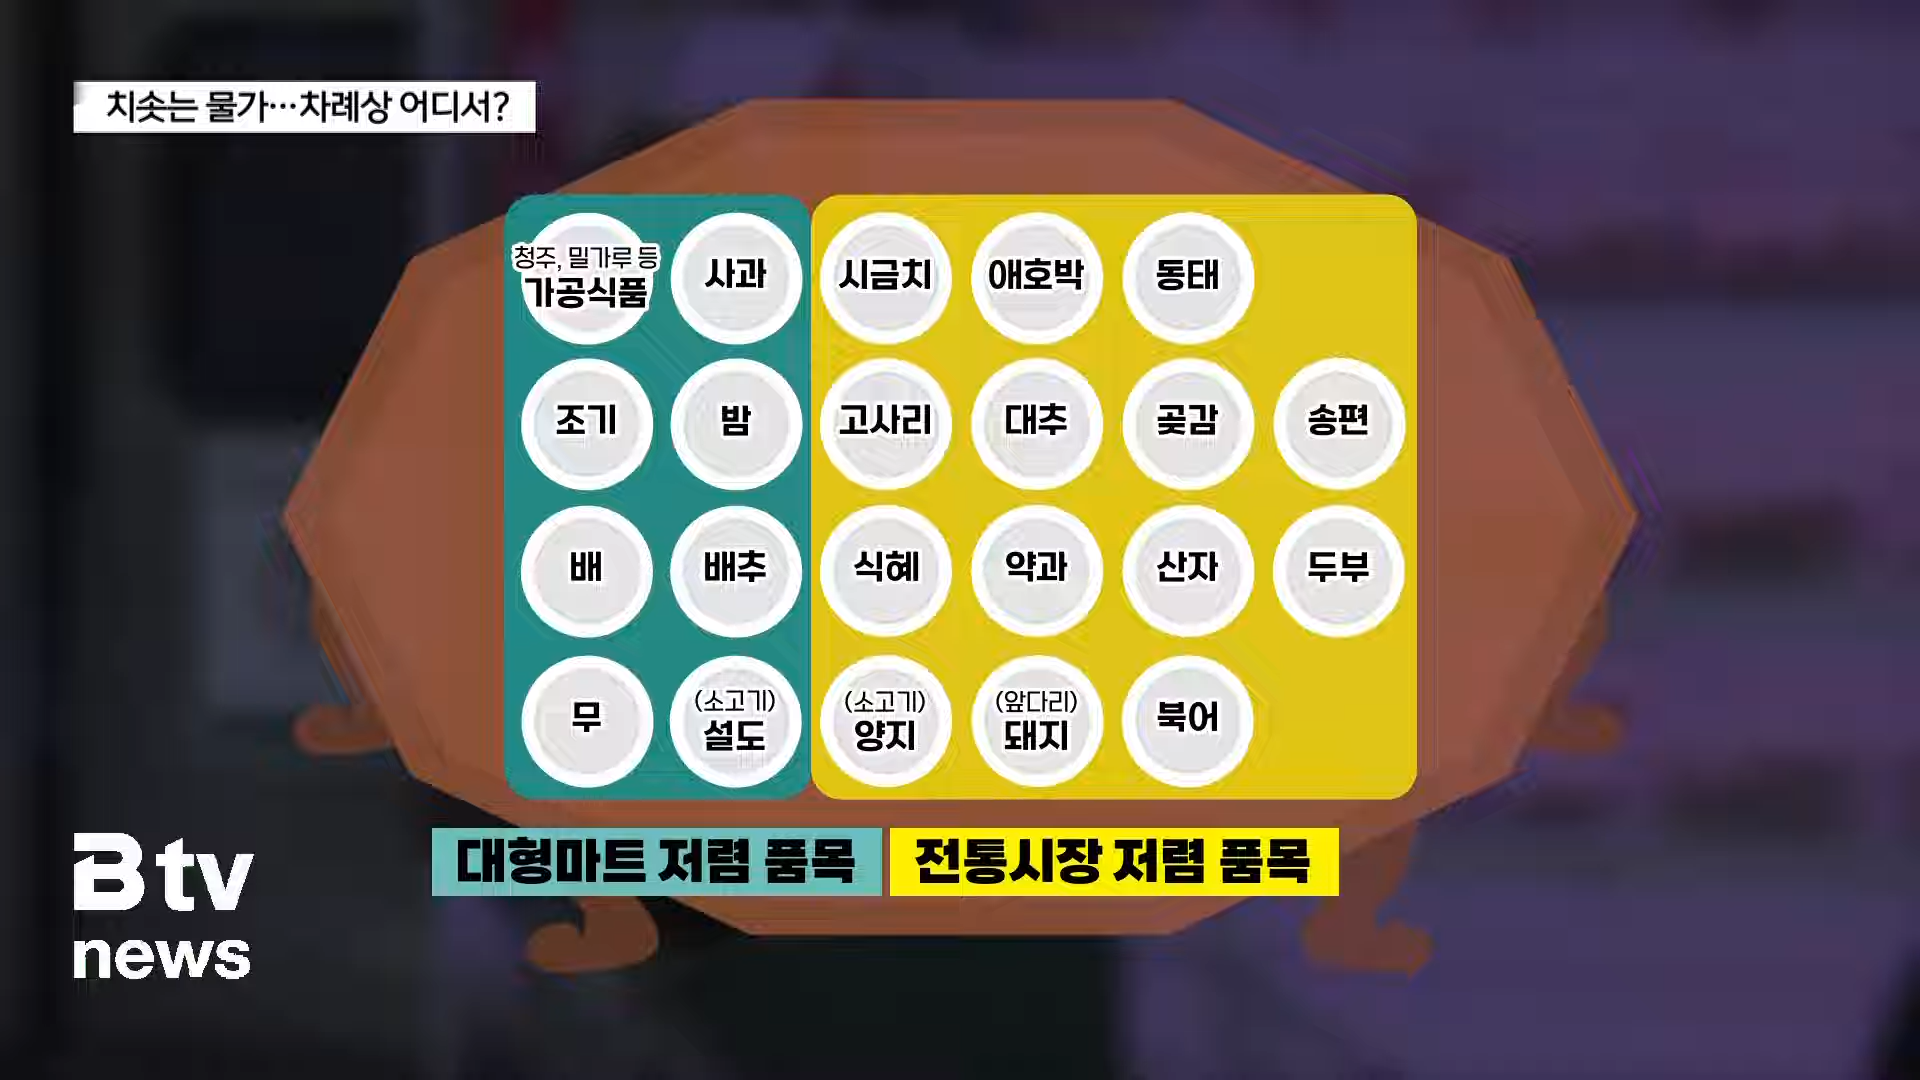 치솟는 물가…차례상 어디서?
청주, 밀가루 등
가공식품
사과
시금치
애호박
동태
조기
밤
고사리
대추
곶감
송편
배
배추
식혜
약과
산자
두부
무
(소고기)
설도
(소고기)
양지
(앞다리)
돼지
북어
대형마트 저렴 품목
전통시장 저렴 품목
B tv
news